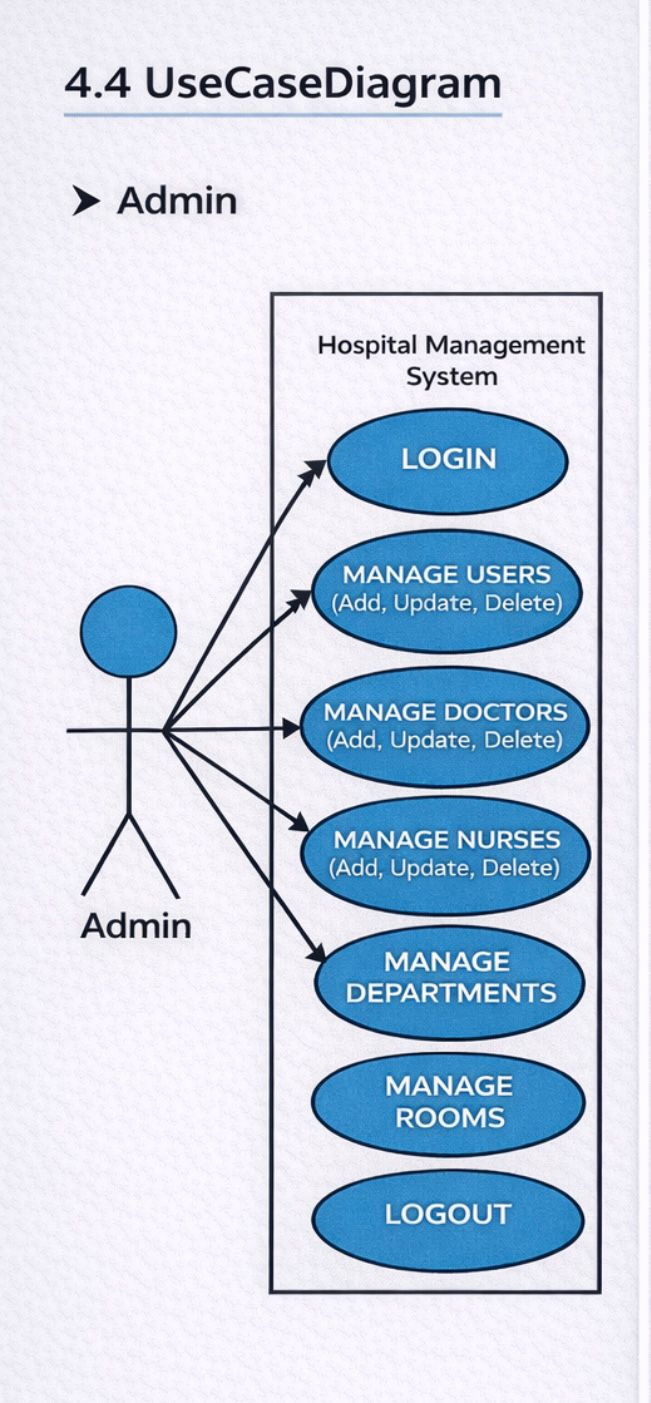 4.4 UseCaseDiagram
➤ Admin
Hospital Management
System
LOGIN
MANAGE USERS
(Add, Update, Delete)
MANAGE DOCTORS
(Add, Update, Delete)
MANAGE NURSES
(Add, Update, Delete)
Admin
MANAGE
DEPARTMENTS
MANAGE
ROOMS
LOGOUT